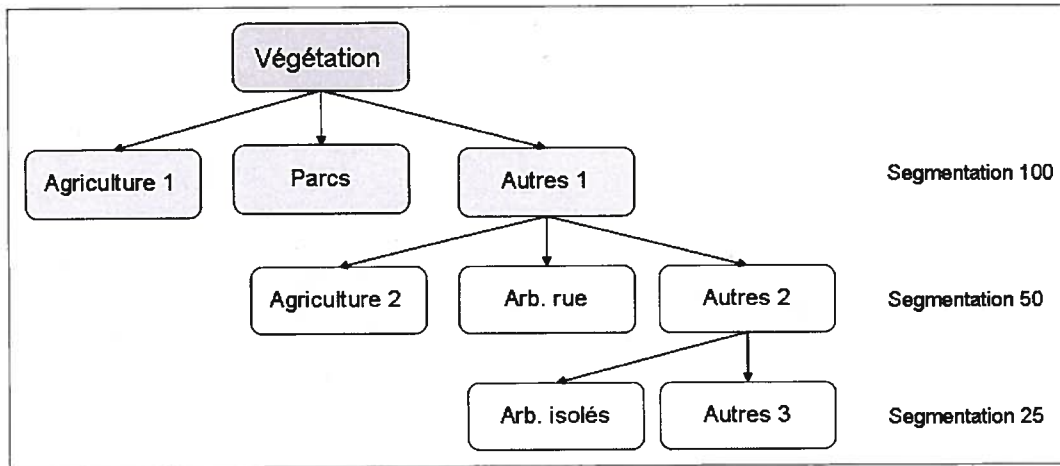 Végétation
Agriculture 1
Parcs
Autres 1
Segmentation 100
Agriculture 2
Arb. rue
Autres 2
Segmentation 50
Arb. isolés
Autres 3
Segmentation 25